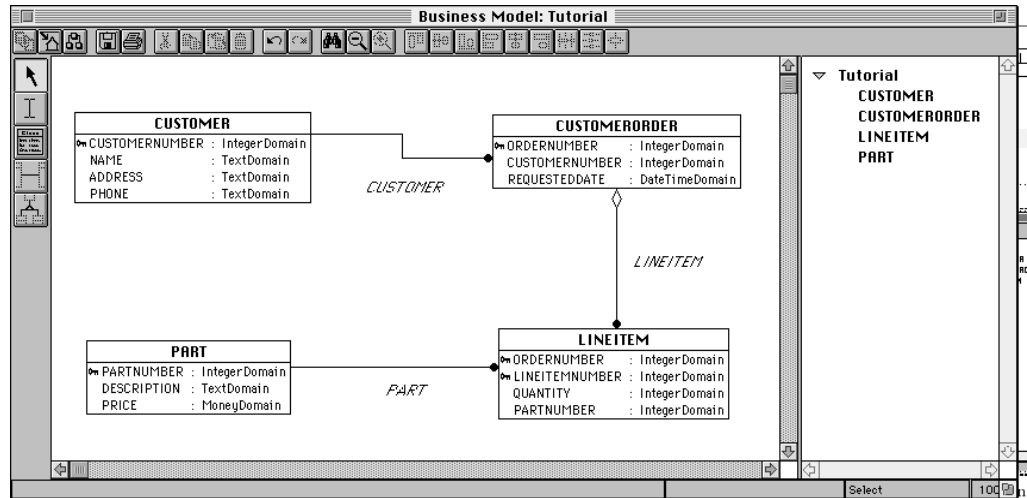 Business Model: Tutorial
Tutorial
CUSTOMER
CUSTOMERORDER
LINEITEM
PART
CUSTOMER
CUSTOMERNUMBER : IntegerDomain
NAME : TextDomain
ADDRESS : TextDomain
PHONE : TextDomain
CUSTOMER
CUSTOMERORDER
ORDERNUMBER : IntegerDomain
CUSTOMERNUMBER : IntegerDomain
REQUESTEDDATE : DateTimeDomain
LINEITEM
PART
PARTNUMBER : IntegerDomain
DESCRIPTION : TextDomain
PRICE : MoneyDomain
PART
LINEITEM
ORDERNUMBER : IntegerDomain
LINEITEMNUMBER : IntegerDomain
QUANTITY : IntegerDomain
PARTNUMBER : IntegerDomain
Select